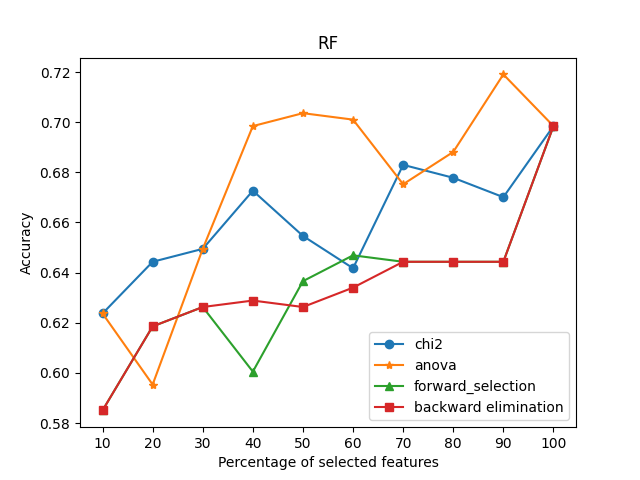 RF
0.72
0.70
0.68
0.66
0.64
0.62
0.60
0.58
Accuracy
chi2
anova
forward_selection
backward elimination
10 20 30 40 50 60 70 80 90 100
Percentage of selected features